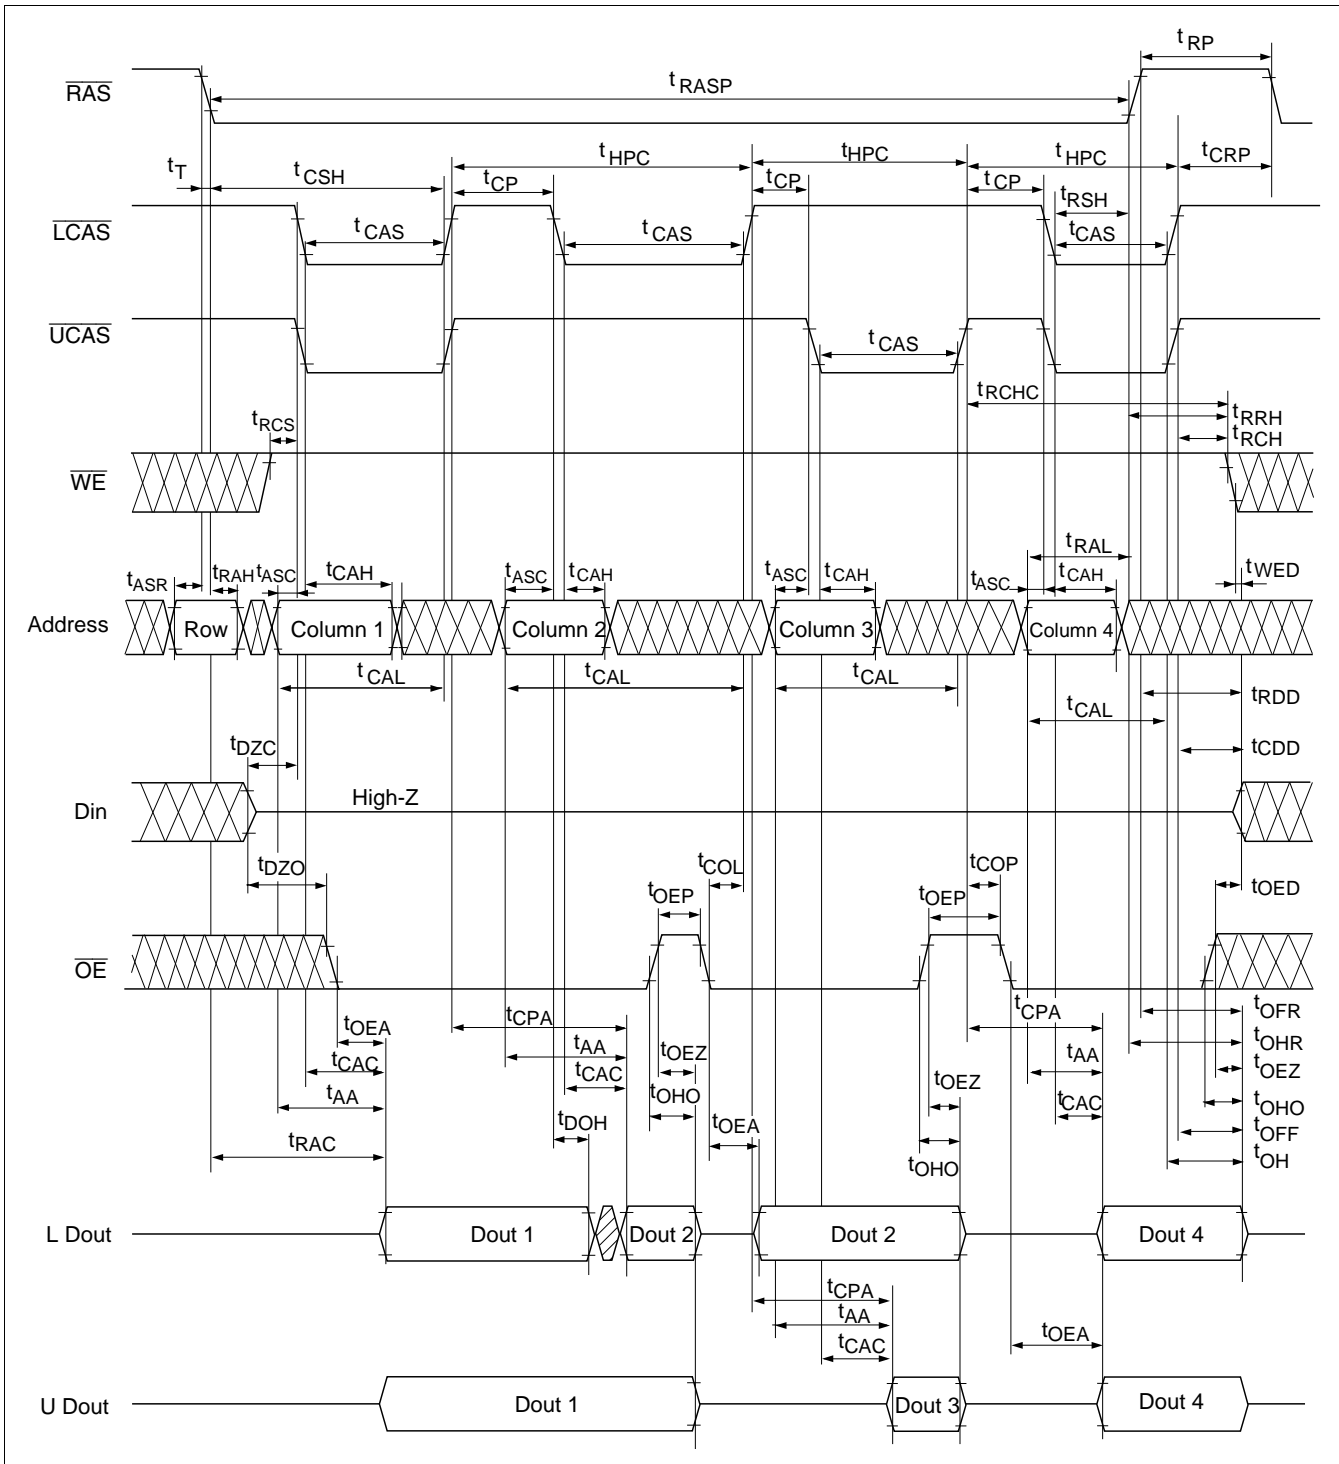 tRP
RAS
tRASP
tHPC
tHPC
tHPC
tCRP
tT
tCSH
tCP
tCP
tCP
tRSH
LCAS
tCAS
tCAS
tCAS
UCAS
tCAS
tRCHC
tRRH
tRCS
tRCH
WE
tRAL
tWED
tASR
tRAH
tASC
tCAH
tASC
tCAH
tASC
tCAH
tASC
tCAH
Address
Row
Column 1
Column 2
Column 3
Column 4
tCAL
tCAL
tCAL
tRDD
tCAL
tDZC
tCDD
Din
High-Z
tDZO
tCOL
tCOP
tOEP
tOEP
tOED
OE
tOEA
tCPA
tCPA
tOFR
tCAC
tAA
tOEZ
tAA
tOHR
tAA
tCAC
tOEZ
tOEZ
tOHO
tCAC
tOHO
tDOH
tOEA
tOFF
tRAC
tOHO
tOH
L Dout
Dout 1
Dout 2
Dout 2
Dout 4
tCPA
tAA
tOEA
tCAC
U Dout
Dout 1
Dout 3
Dout 4